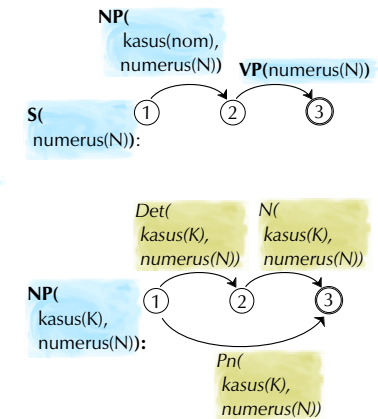 NP(
kasus(nom),
numerus(N))
VP(numerus(N))
S(
numerus(N)):
1
2
3
Det(
kasus(K),
numerus(N))
N(
kasus(K),
numerus(N))
NP(
kasus(K),
numerus(N)):
1
2
3
Pn(
kasus(K),
numerus(N))